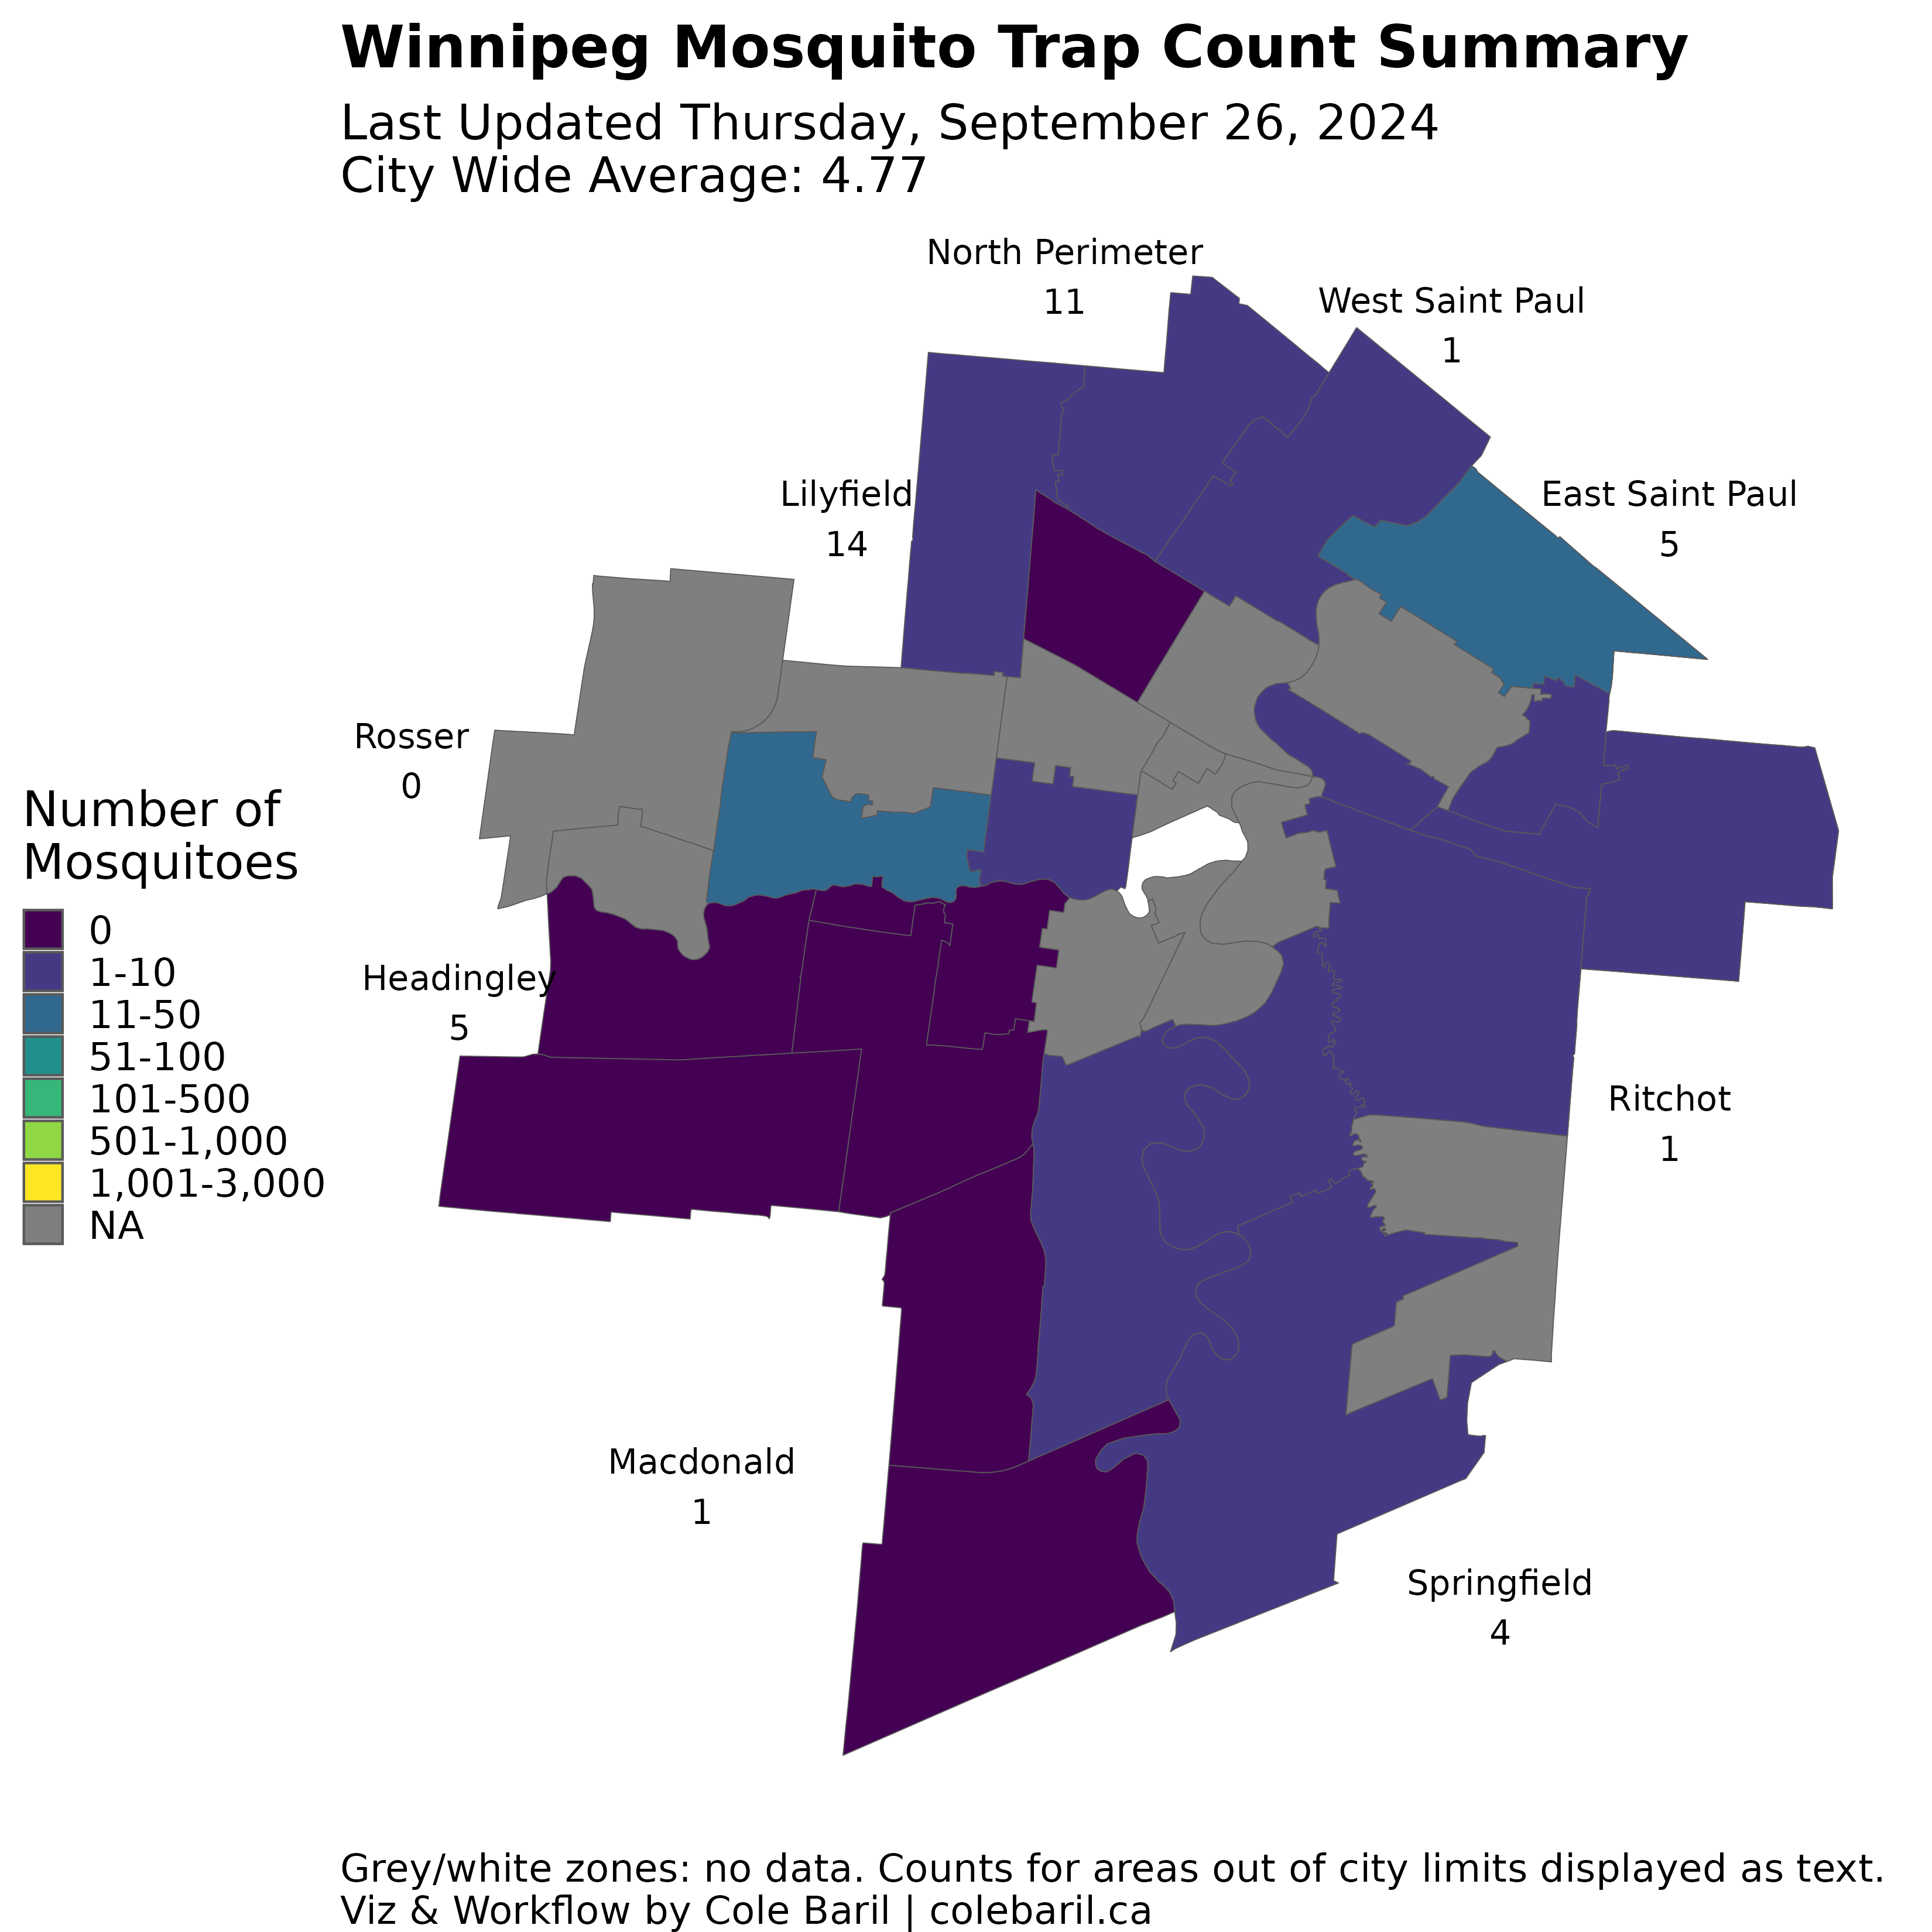 Winnipeg Mosquito Trap Count Summary
Last Updated Thursday, September 26, 2024
City Wide Average: 4.77
North Perimeter
11
West Saint Paul
1
Lilyfield
14
East Saint Paul
5
Rosser
0
Number of
Mosquitoes
0
1-10
11-50
51-100
101-500
501-1,000
1,001-3,000
NA
Headingley
5
Ritchot
1
Macdonald
1
Springfield
4
Grey/white zones: no data. Counts for areas out of city limits displayed as text.
Viz & Workflow by Cole Baril | colebaril.ca